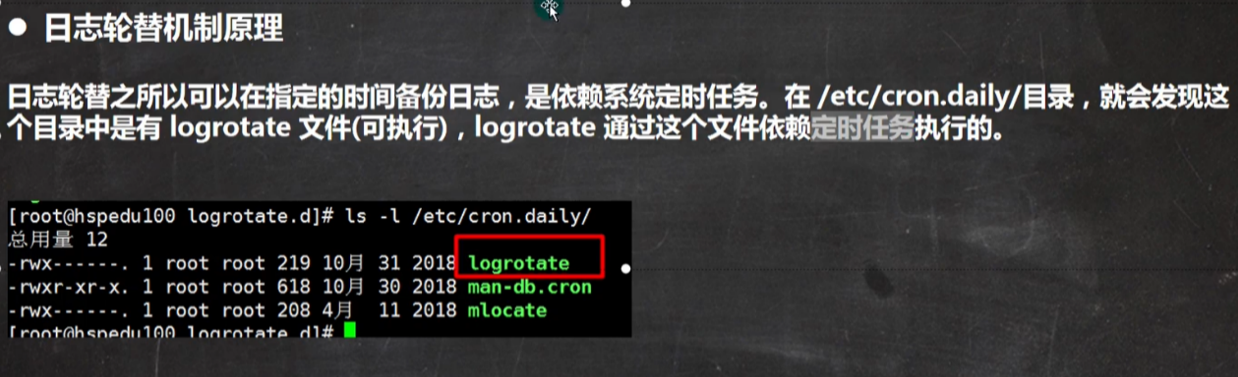 ● 日志轮替机制原理
日志轮替之所以可以在指定的时间备份日志，是依赖系统定时任务。在 /etc/cron.daily/目录，就会发现这
个目录中是有 logrotate 文件(可执行)，logrotate 通过这个文件依赖定时任务执行的。
[root@hspedu100 logrotate.d]# ls -l /etc/cron.daily/
总用量 12
-rwx------. 1 root root 219 10月 31 2018 logrotate
-rwxr-xr-x. 1 root root 618 10月 30 2018 man-db.cron
-rwx------. 1 root root 208 4月  11 2018 mlocate
[root@hspedu100 logrotate.d]#